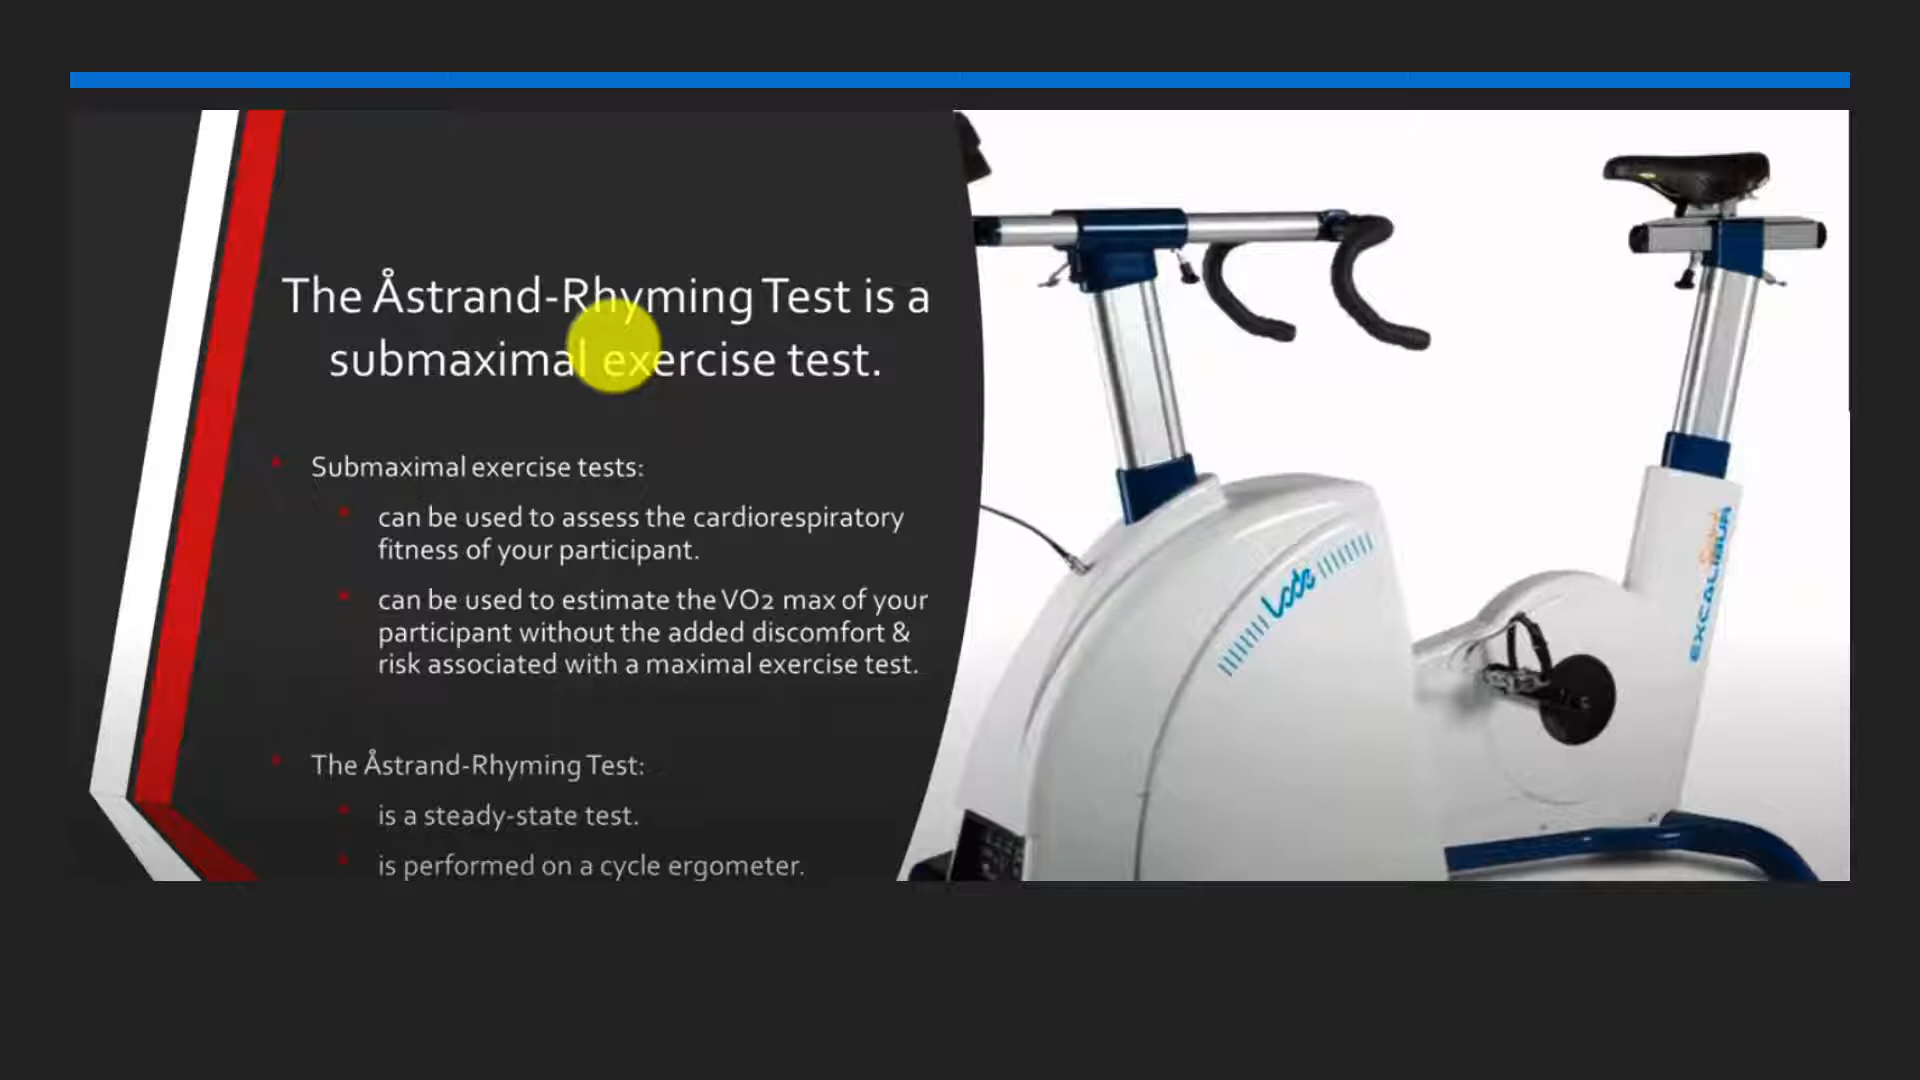 The Åstrand-Rhyming Test is a
submaximal exercise test.
Submaximal exercise tests:
can be used to assess the cardiorespiratory
fitness of your participant.
can be used to estimate the VO2 max of your
participant without the added discomfort &
risk associated with a maximal exercise test.
The Åstrand-Rhyming Test:
is a steady-state test.
is performed on a cycle ergometer.
Lode
EXCALIBUR
Sport